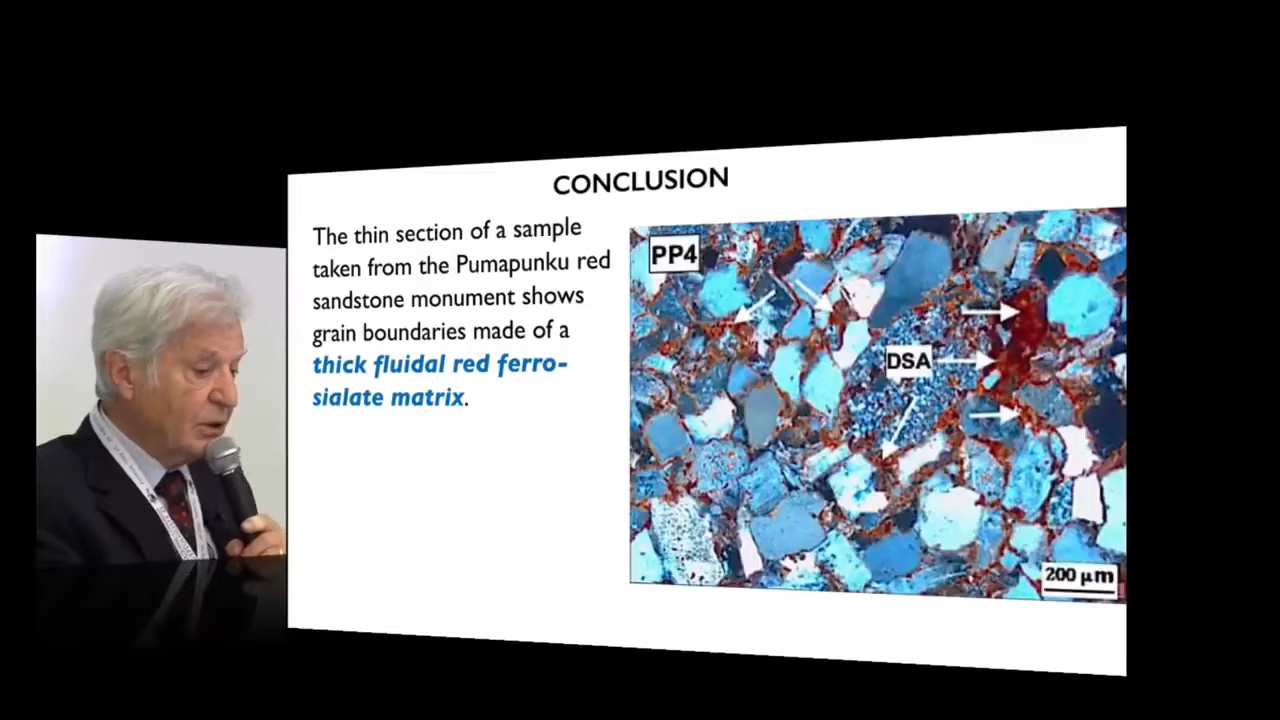 CONCLUSION
The thin section of a sample
taken from the Pumapunku red
sandstone monument shows
grain boundaries made of a
thick fluidal red ferro-
sialate matrix.
PP4
DSA
200 µm